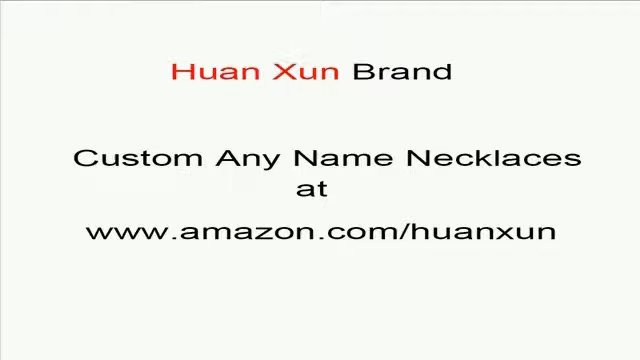 Huan Xun Brand
Custom Any Name Necklaces
at
www.amazon.com/huanxun